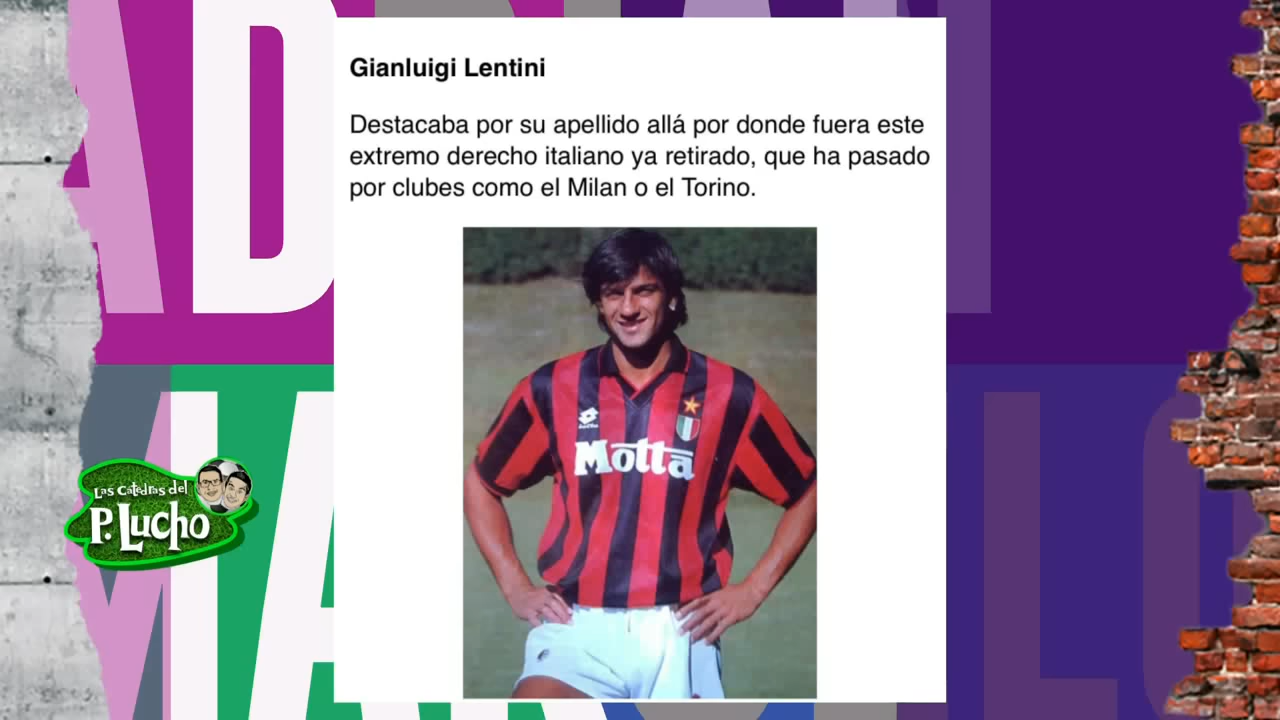 Gianluigi Lentini
Destacaba por su apellido allá por donde fuera este
extremo derecho italiano ya retirado, que ha pasado
por clubes como el Milan o el Torino.
lotto
Motta
Las Cátedras del
P. Lucho